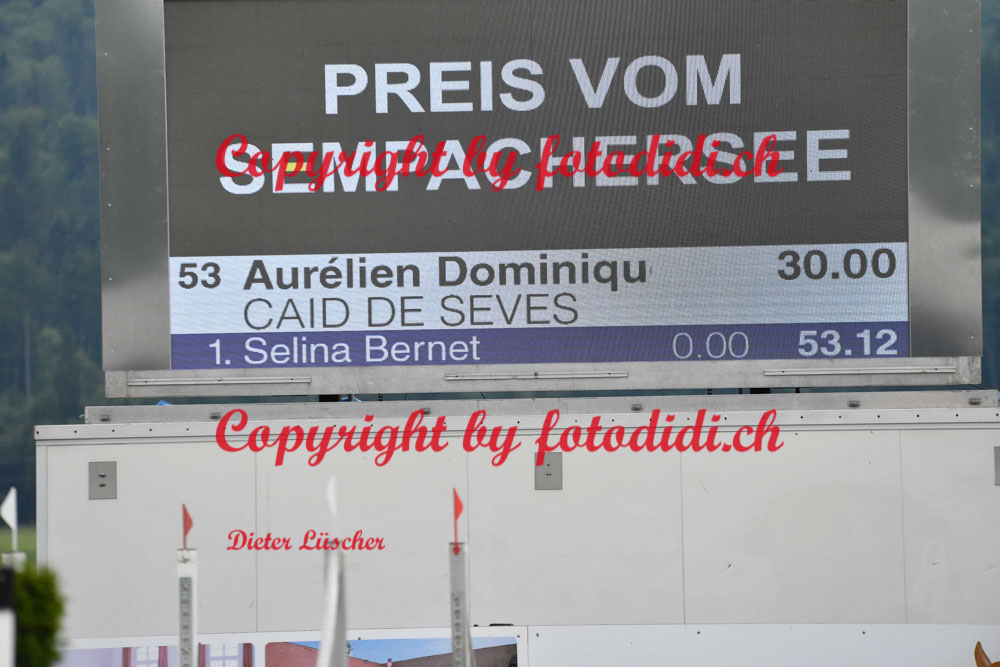 PREIS VOM
SEMPACHERSEE
Copyright by fotodidi.ch
53 Aurélien Dominiqu 30.00
CAID DE SEVES
1. Selina Bernet 0.00 53.12
Copyright by fotodidi.ch
Dieter Lüscher